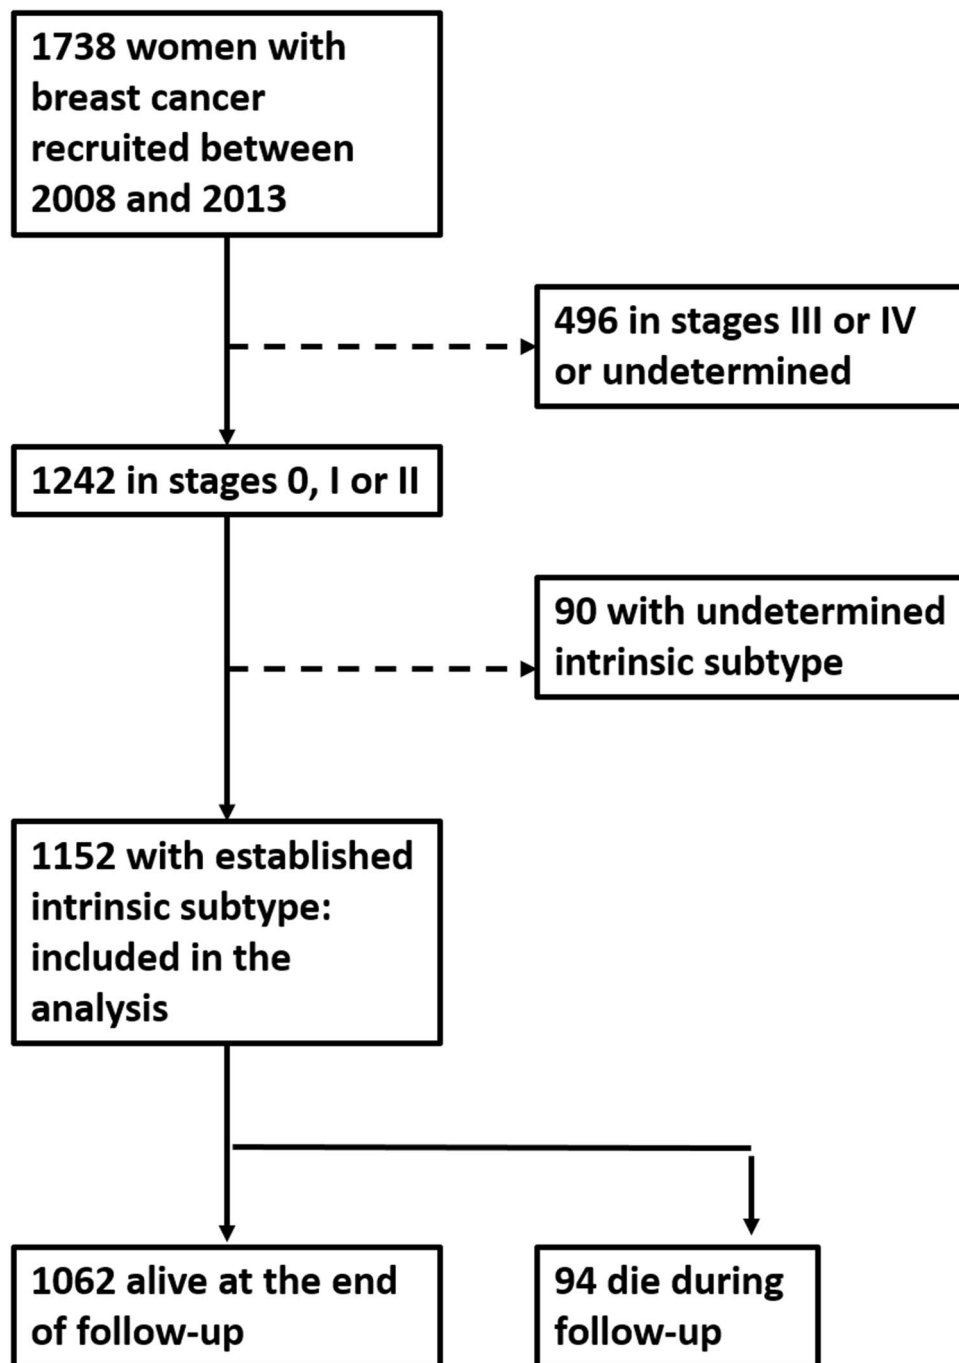 1738 women with
breast cancer
recruited between
2008 and 2013
496 in stages III or IV
or undetermined
1242 in stages 0, I or II
90 with undetermined
intrinsic subtype
1152 with established
intrinsic subtype:
included in the
analysis
1062 alive at the end
of follow-up
94 die during
follow-up